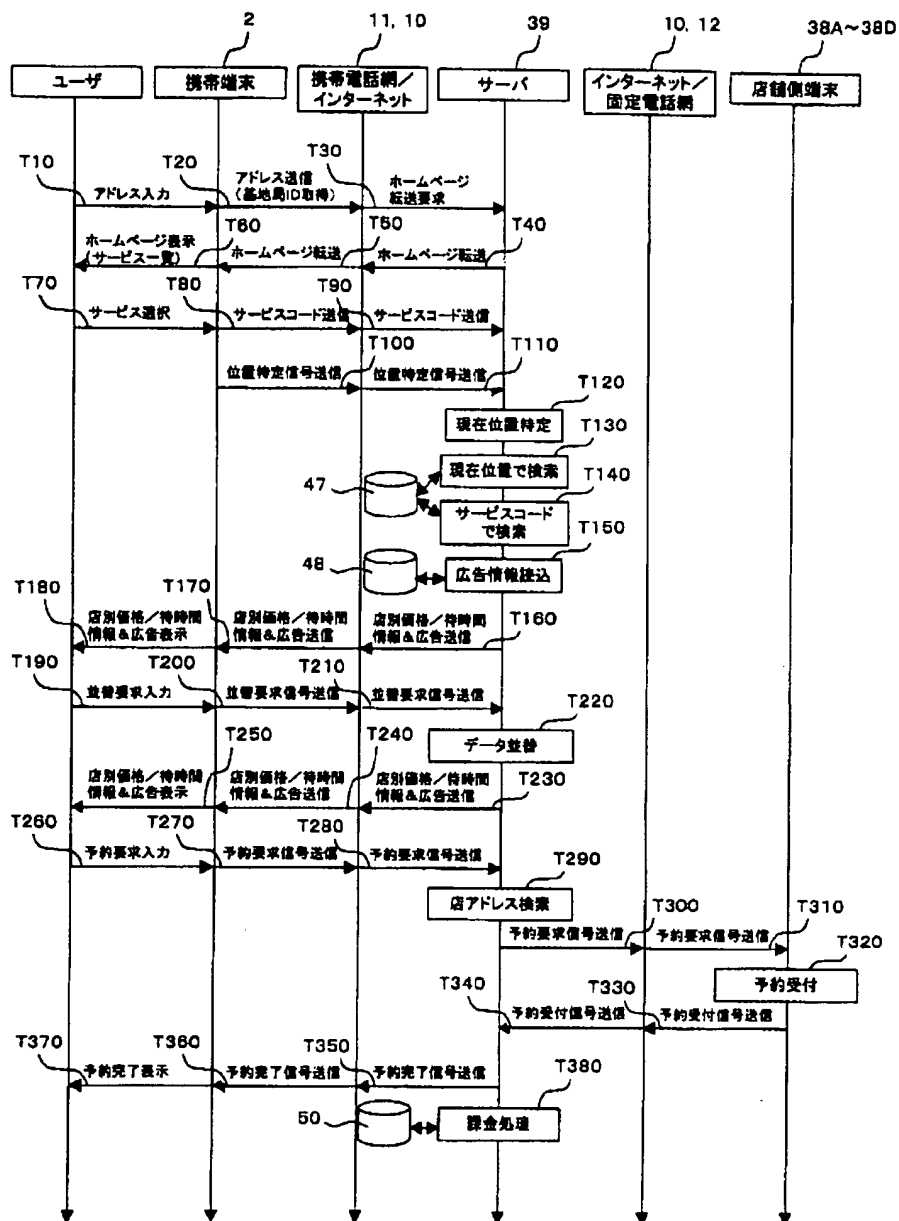 2
11, 10
39
10, 12
38A～38D
ユーザ
携帯端末
携帯電話網／
インターネット
サーバ
インターネット／
固定電話網
店舗側端末
T10
T20
T30
アドレス入力
アドレス送信
(基地局ID取得)
ホームページ
転送要求
T60
T50
T40
ホームページ表示
(サービス一覧)
ホームページ転送
ホームページ転送
T70
T80
T90
サービス選択
サービスコード送信
サービスコード送信
T100
T110
位置特定信号送信
位置特定信号送信
T120
現在位置特定
T130
現在位置で検索
47
T140
サービスコード
で検索
T150
48
広告情報読込
T180
T170
T160
店別価格／待時間
情報&広告表示
店別価格／待時間
情報&広告送信
店別価格／待時間
情報&広告送信
T190
T200
T210
並替要求入力
並替要求信号送信
並替要求信号送信
T220
データ並替
T250
T240
T230
店別価格／待時間
情報&広告表示
店別価格／待時間
情報&広告送信
店別価格／待時間
情報&広告送信
T260
T270
T280
予約要求入力
予約要求信号送信
予約要求信号送信
T290
店アドレス検索
T300
T310
予約要求信号送信
予約要求信号送信
T320
予約受付
T340
T330
予約受付信号送信
予約受付信号送信
T370
T360
T350
予約完了表示
予約完了信号送信
予約完了信号送信
T380
50
課金処理